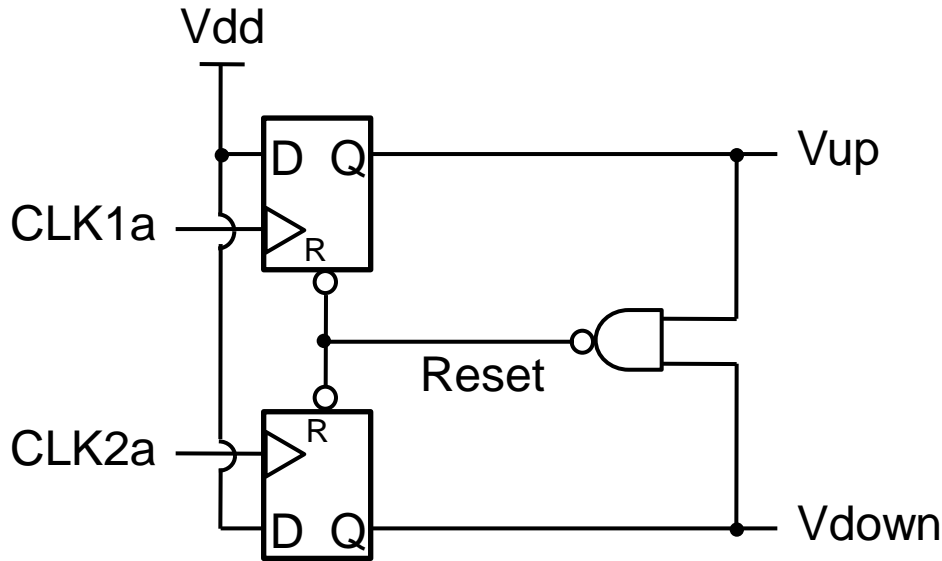 Vdd
D Q
Vup
CLK1a
R
Reset
R
CLK2a
D Q
Vdown